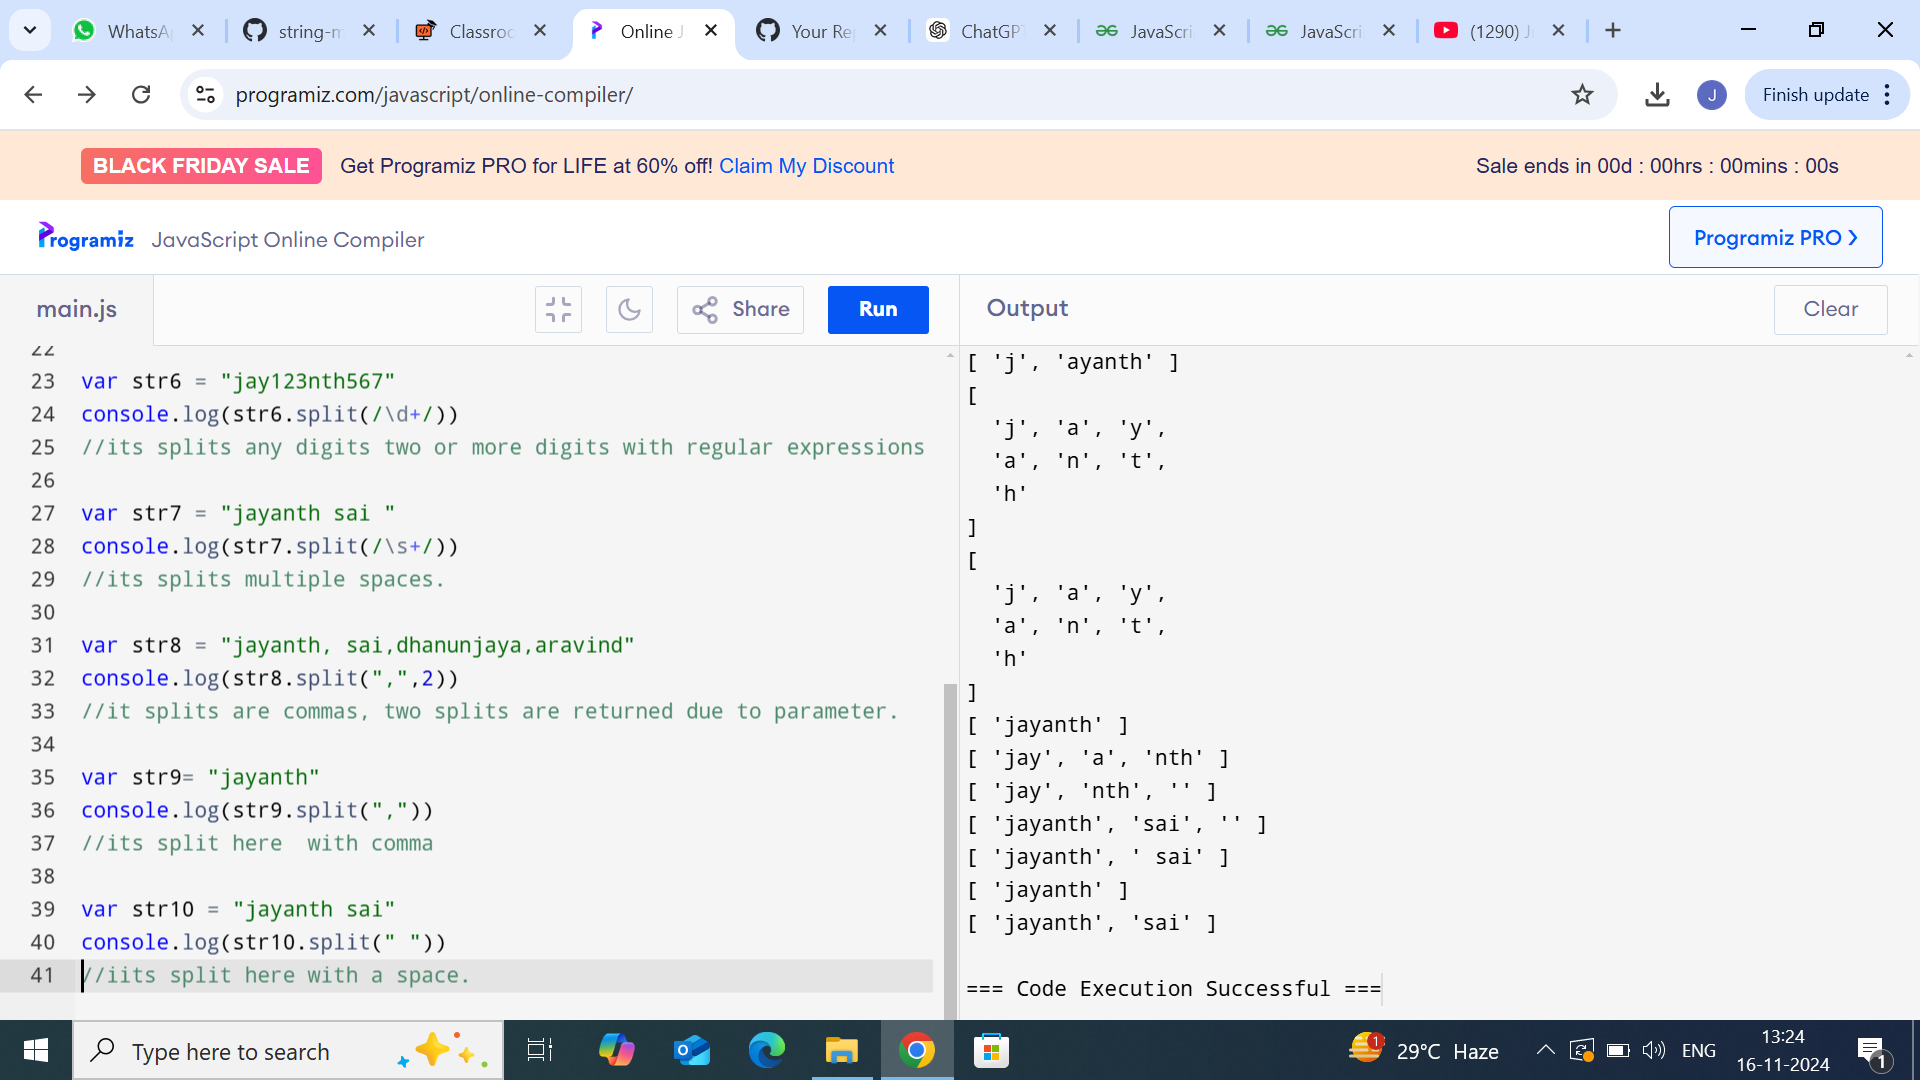 WhatsA
string-m
Classroo
Online J
Your Re
ChatGPT
JavaScri
JavaScri
(1290) J
programiz.com/javascript/online-compiler/
J
Finish update
BLACK FRIDAY SALE
Get Programiz PRO for LIFE at 60% off! Claim My Discount
Sale ends in 00d : 00hrs : 00mins : 00s
Programiz
JavaScript Online Compiler
Programiz PRO ❯
main.js
Share
Run
Output
Clear
22
23 var str6 = "jay123nth567"
24 console.log(str6.split(/\d+/))
25 //its splits any digits two or more digits with regular expressions
26
27 var str7 = "jayanth sai "
28 console.log(str7.split(/\s+/))
29 //its splits multiple spaces.
30
31 var str8 = "jayanth, sai,dhanunjaya,aravind"
32 console.log(str8.split(",",2))
33 //it splits are commas, two splits are returned due to parameter.
34
35 var str9= "jayanth"
36 console.log(str9.split(","))
37 //its split here  with comma
38
39 var str10 = "jayanth sai"
40 console.log(str10.split(" "))
41 //iits split here with a space.
[ 'j', 'ayanth' ]
[
  'j', 'a', 'y',
  'a', 'n', 't',
  'h'
]
[
  'j', 'a', 'y',
  'a', 'n', 't',
  'h'
]
[ 'jayanth' ]
[ 'jay', 'a', 'nth' ]
[ 'jay', 'nth', '' ]
[ 'jayanth', 'sai', '' ]
[ 'jayanth', ' sai' ]
[ 'jayanth' ]
[ 'jayanth', 'sai' ]
=== Code Execution Successful ===
Type here to search
1
29°C Haze
ENG
13:24
16-11-2024
1